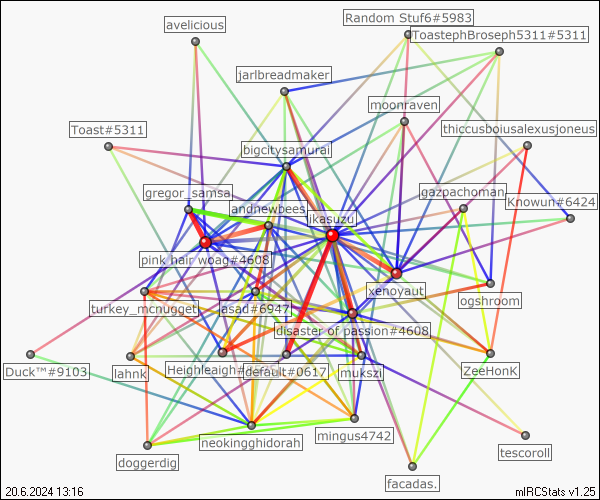 avelicious
Random Stuf6#5983
ToastephBroseph5311#5311
jarlbreadmaker
moonraven
Toast#5311
thiccusboiusalexusjoneus
bigcitysamurai
gregor_samsa
gazpachoman
Knowun#6424
andnewbees
ikasuzu
pink hair woag#4608
xenoyaut
ogshroom
turkey_mcnugget
asad#6947
disaster of passion#4608
Duck™#9103
lahnk
default#0617
mukszi
ZeeHonK
neokingghidorah
mingus4742
doggerdig
tescoroll
facadas.
20.6.2024 13:16
mIRCStats v1.25